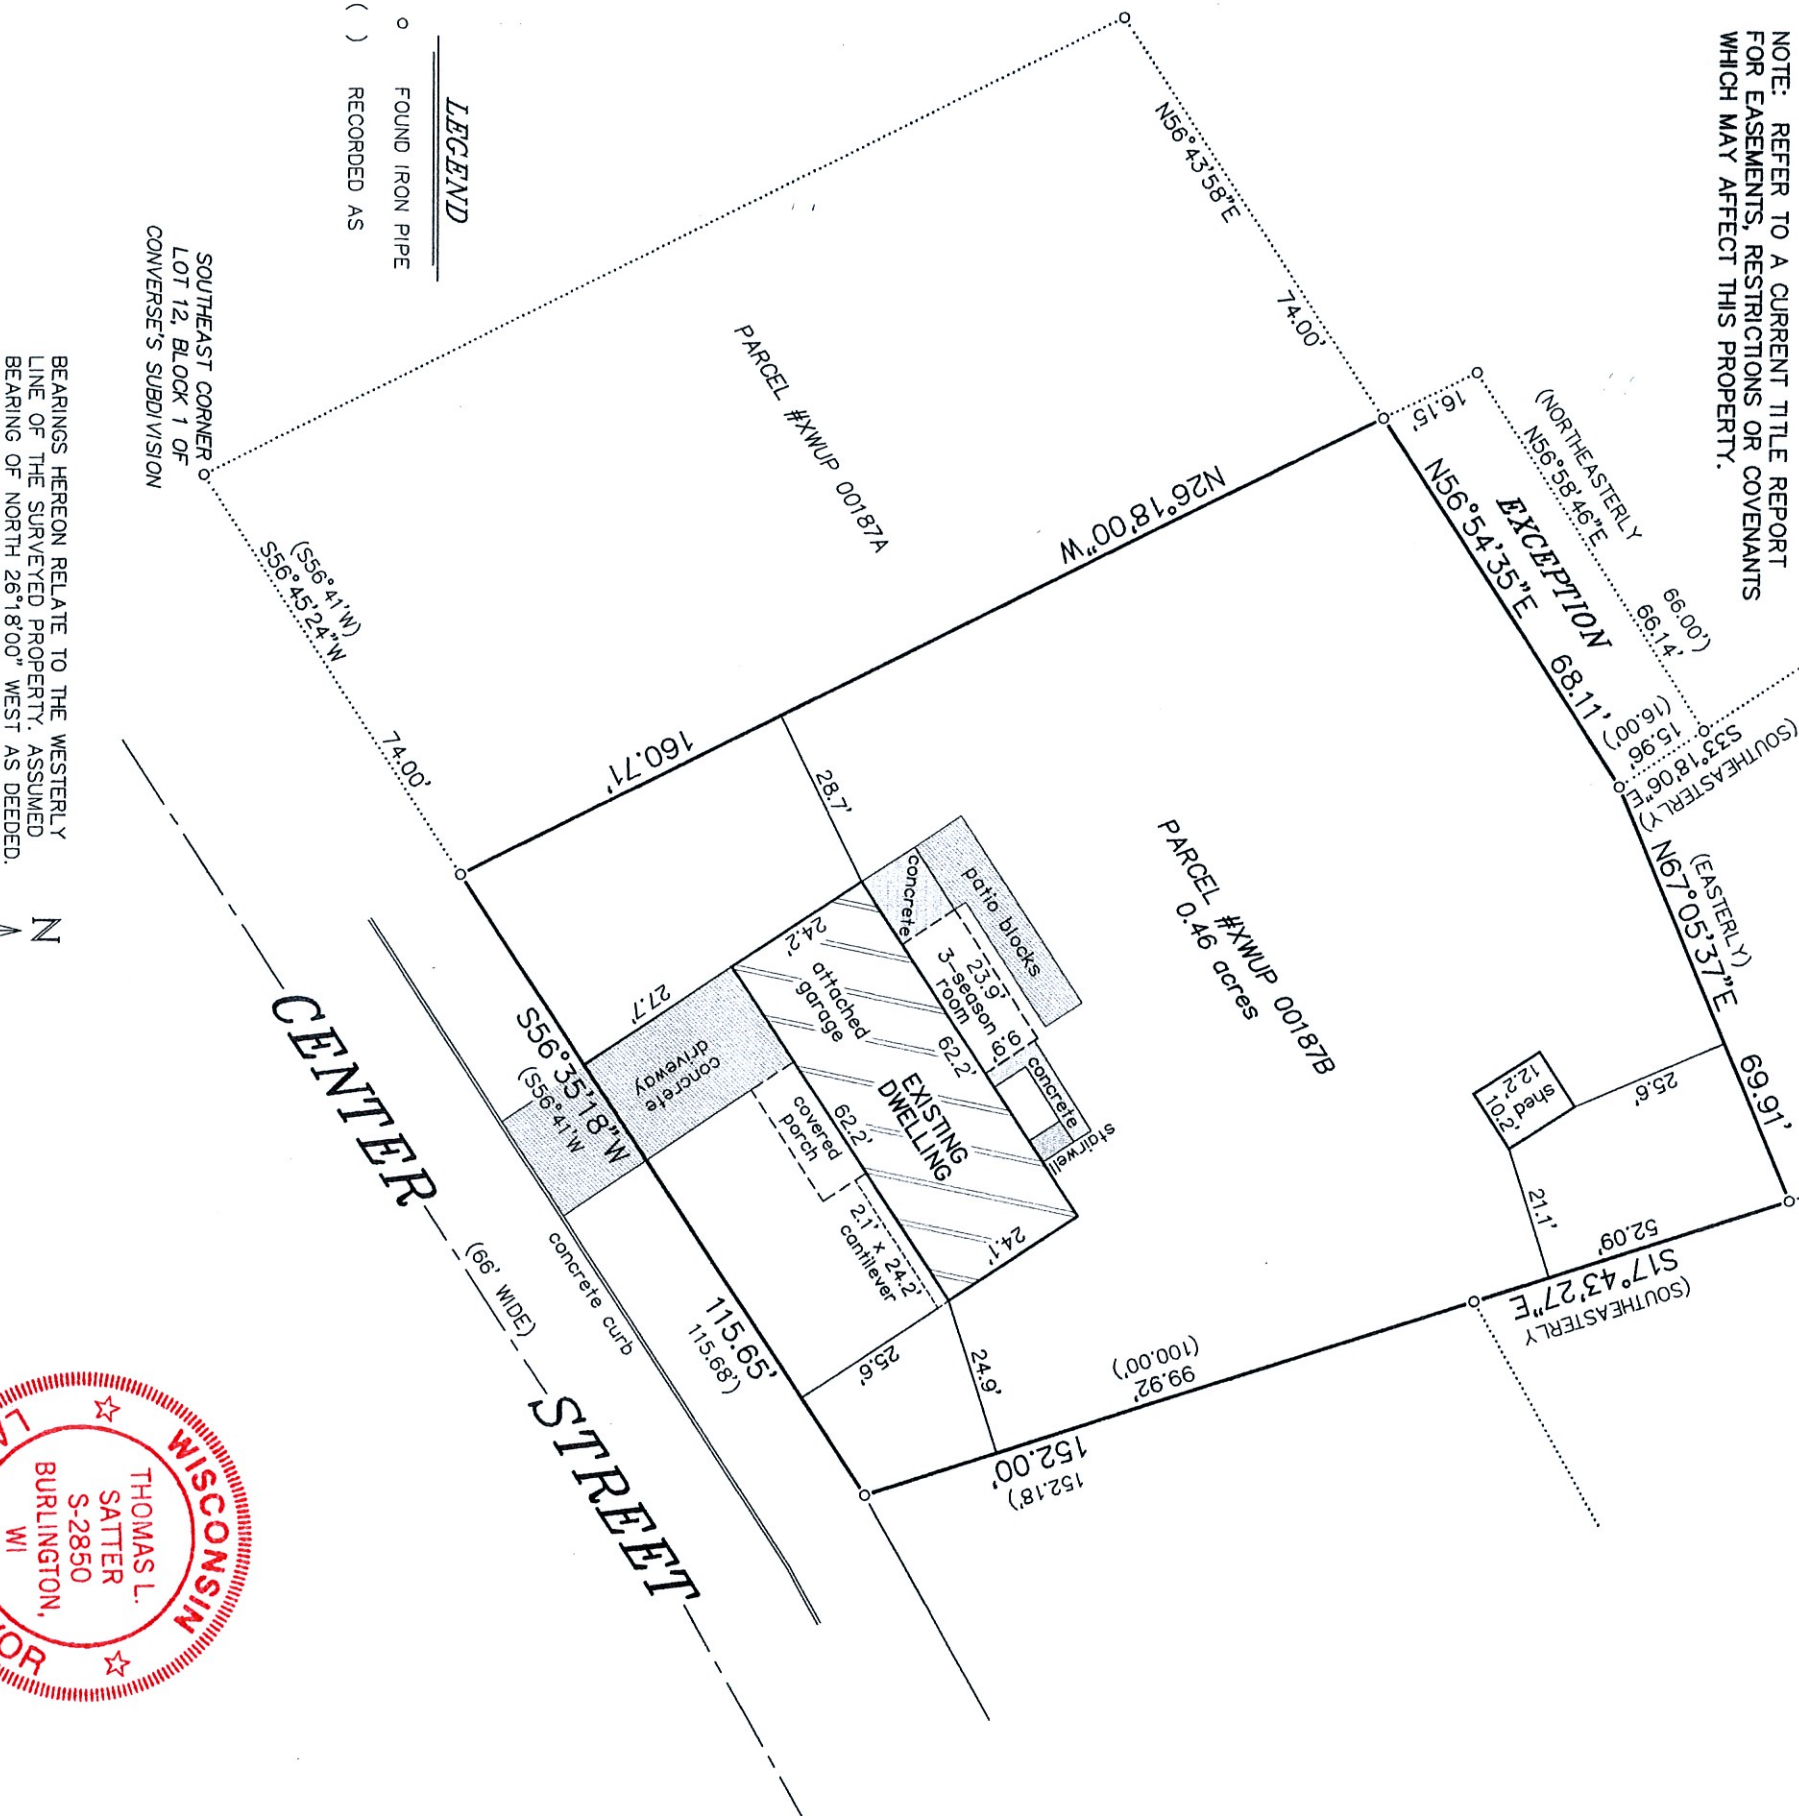 NOTE: REFER TO A CURRENT TITLE REPORT
FOR EASEMENTS, RESTRICTIONS OR COVENANTS
WHICH MAY AFFECT THIS PROPERTY.
(NORTHEASTERLY
N56°58'46"E
66.00')
66.14'
EXCEPTION
16.15'
N56°54'35"E
68.11'
15.96'
(16.00')
S33°18'06"E
(SOUTHEASTERLY)
(EASTERLY)
N67°05'37"E
69.91'
N56°43'58"E
74.00'
PARCEL #XWUP 00187A
N26°18'00"W
160.71'
PARCEL #XWUP 00187B
0.46 acres
25.6'
shed
12.2'
10.2'
21.1'
52.09'
S17°43'27"E
(SOUTHEASTERLY
99.92'
(100.00')
152.00'
152.18')
28.7'
patio blocks
concrete
3-season
room
23.9'
9.9'
concrete
stairwell
24.2'
attached
garage
62.2'
EXISTING
DWELLING
62.2'
24.1'
covered
porch
2.1' x 24.2'
cantilever
24.9'
25.6'
27.7'
concrete
driveway
S56°35'18"W
(S56°41'W
115.65'
115.68')
concrete curb
CENTER STREET
(66' WIDE)
(S56°41'W)
S56°45'24"W
74.00'
LEGEND
o FOUND IRON PIPE
( ) RECORDED AS
SOUTHEAST CORNER
LOT 12, BLOCK 1 OF
CONVERSE'S SUBDIVISION
BEARINGS HEREON RELATE TO THE WESTERLY
LINE OF THE SURVEYED PROPERTY. ASSUMED
BEARING OF NORTH 26°18'00" WEST AS DEEDED.
N
WISCONSIN
THOMAS L.
SATTER
S-2850
BURLINGTON,
WI